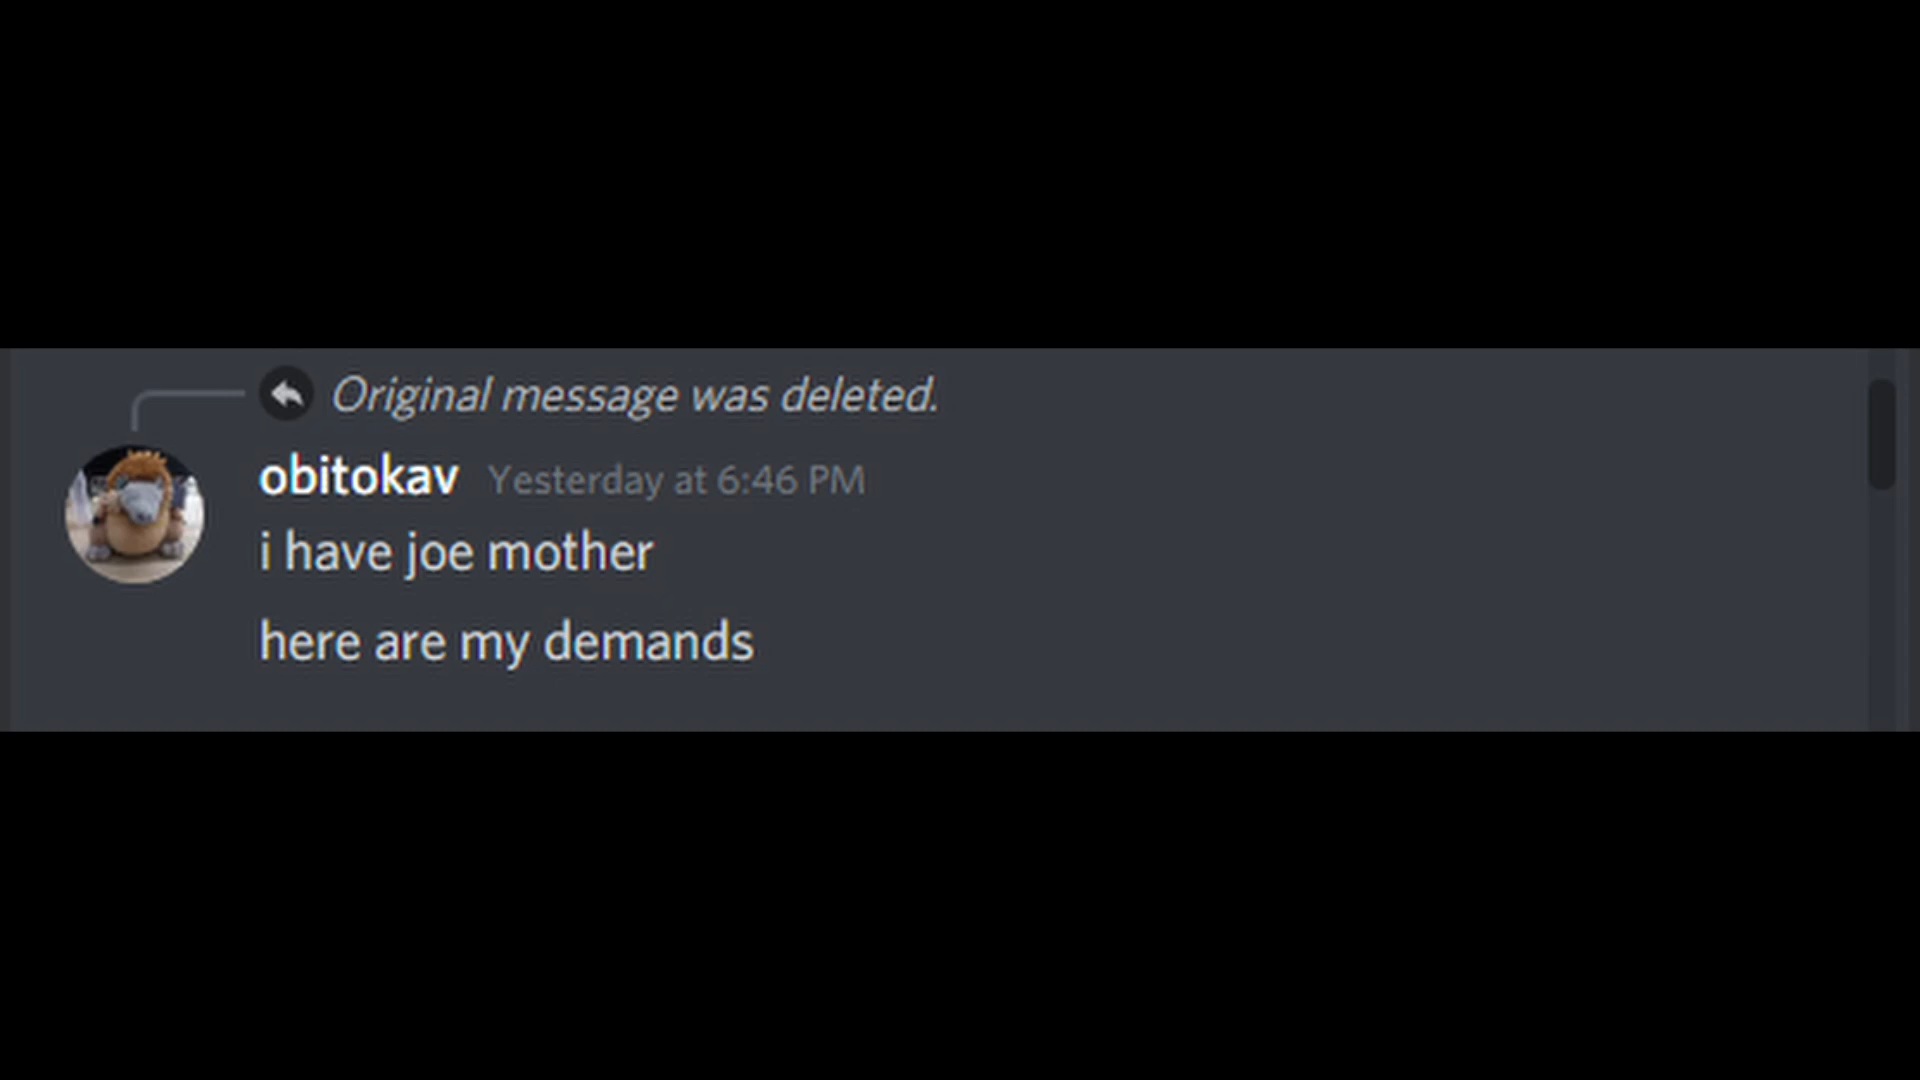 Original message was deleted.
obitokav Yesterday at 6:46 PM
i have joe mother
here are my demands